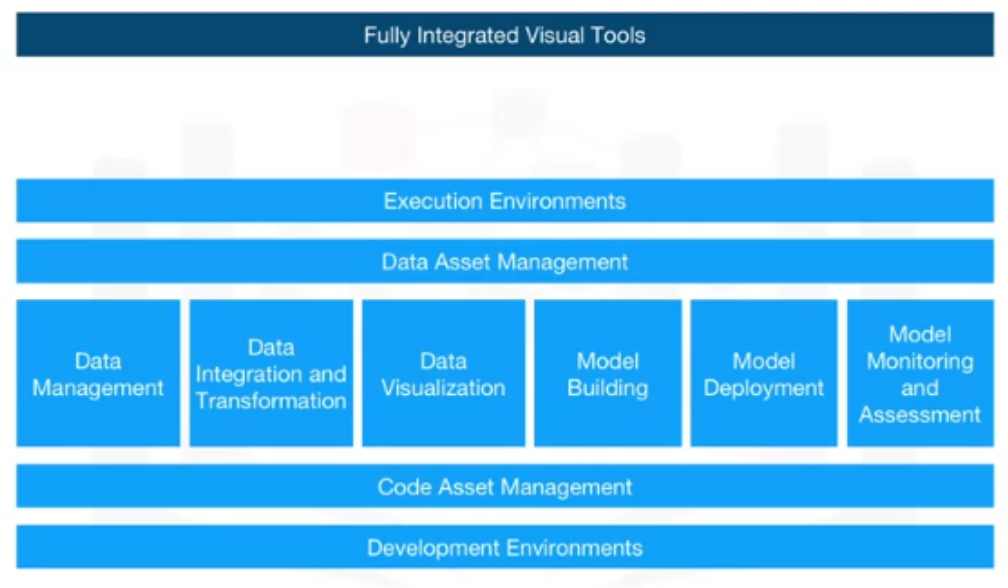 Fully Integrated Visual Tools
Execution Environments
Data Asset Management
Data
Management
Data
Integration and
Transformation
Data
Visualization
Model
Building
Model
Deployment
Model
Monitoring
and
Assessment
Code Asset Management
Development Environments